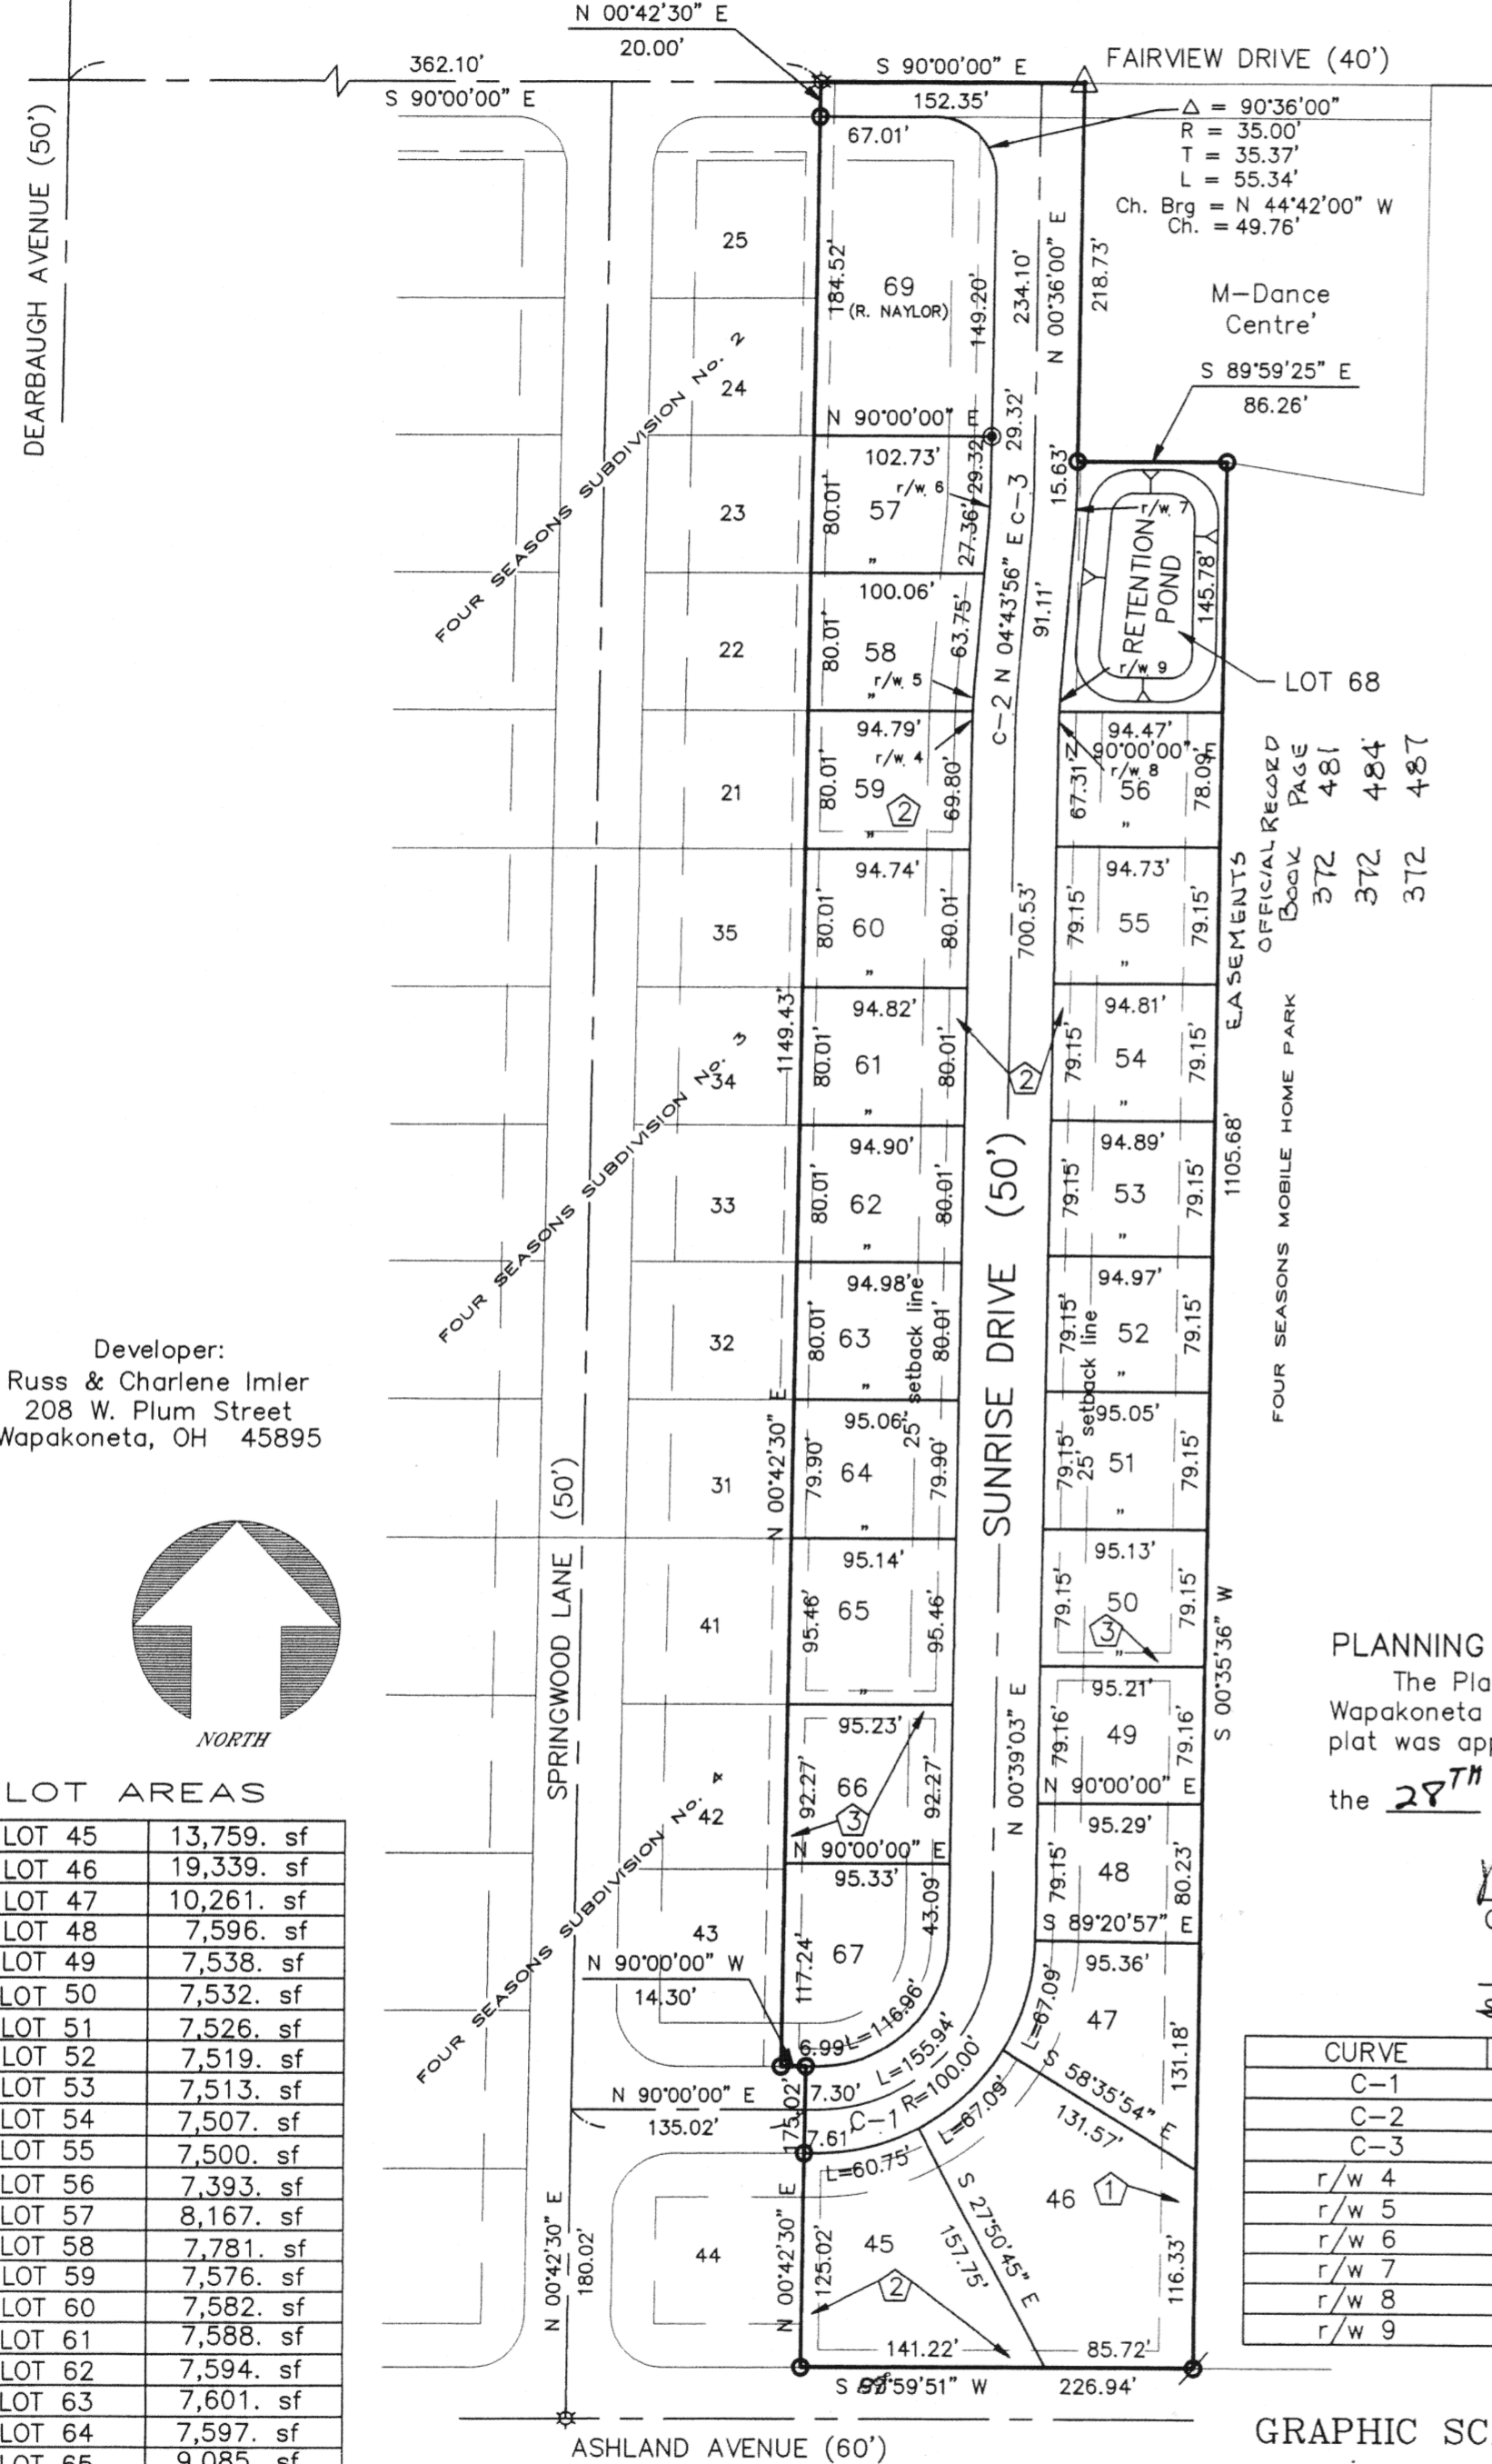 N 00°42'30" E
20.00'
362.10'
S 90°00'00" E
S 90°00'00" E
152.35'
FAIRVIEW DRIVE (40')
DEARBAUGH AVENUE (50')
67.01'
△ = 90°36'00"
R = 35.00'
T = 35.37'
L = 55.34'
Ch. Brg = N 44°42'00" W
Ch. = 49.76'
25
184.52'
69
(R. NAYLOR)
149.20'
234.10'
N 00°36'00" E
218.73'
M-Dance
Centre'
S 89°59'25" E
86.26'
24
FOUR SEASONS SUBDIVISION No. 2
N 90°00'00" E
29.32'
102.73'
29.32'
r/w 6
15.63'
23
80.01'
57
"
27.36'
C-3
r/w 7
RETENTION
POND
145.78'
100.06'
22
80.01'
58
r/w 5
"
63.75'
C-2 N 04°43'56" E
91.11'
r/w 9
LOT 68
94.79'
r/w 4
21
80.01'
59
2
"
69.80'
94.47'
N 90°00'00" E
r/w 8
67.31'
56
"
78.09'
EASEMENTS
OFFICIAL RECORD
BOOK PAGE
372 481
372 484
372 487
94.74'
35
80.01'
60
"
80.01'
700.53'
94.73'
79.15'
55
"
79.15'
1149.43'
94.82'
34
80.01'
61
"
80.01'
2
94.81'
79.15'
54
"
79.15'
FOUR SEASONS SUBDIVISION No. 3
FOUR SEASONS MOBILE HOME PARK
1105.68'
94.90'
33
80.01'
62
"
80.01'
94.89'
79.15'
53
"
79.15'
SUNRISE DRIVE (50')
94.98'
32
80.01'
63
"
80.01'
25' setback line
94.97'
79.15'
52
"
79.15'
25' setback line
Developer:
Russ & Charlene Imler
208 W. Plum Street
Wapakoneta, OH 45895
N 00°42'30" E
95.06'
31
79.90'
64
"
79.90'
95.05'
79.15'
51
"
79.15'
SPRINGWOOD LANE (50')
95.14'
41
95.46'
65
"
95.46'
95.13'
79.15'
50
3
"
79.15'
S 00°35'36" W
NORTH
PLANNING
The Pla
Wapakoneta
plat was app
the 28TH
95.23'
42
92.27'
66
3
92.27'
N 90°00'00" E
N 00°39'03" E
95.21'
79.16'
49
79.16'
N 90°00'00" E
FOUR SEASONS SUBDIVISION No. 4
95.33'
43
117.24'
67
43.09'
95.29'
79.15'
48
80.23'
S 89°20'57" E
N 90°00'00" W
14.30'
6.99'
L=116.96'
L=155.94'
R=100.00'
C-1
95.36'
L=67.09'
47
131.18'
S 58°35'54" E
131.57'
N 90°00'00" E
135.02'
175.02'
7.30'
7.61'
L=60.75'
L=67.09'
46
1
S 27°50'45" E
157.75'
116.33'
44
N 00°42'30" E
180.02'
N 00°42'30" E
125.02'
45
2
141.22'
85.72'
59'51" W
226.94'
ASHLAND AVENUE (60')
LOT AREAS
LOT 45 13,759. sf
LOT 46 19,339. sf
LOT 47 10,261. sf
LOT 48 7,596. sf
LOT 49 7,538. sf
LOT 50 7,532. sf
LOT 51 7,526. sf
LOT 52 7,519. sf
LOT 53 7,513. sf
LOT 54 7,507. sf
LOT 55 7,500. sf
LOT 56 7,393. sf
LOT 57 8,167. sf
LOT 58 7,781. sf
LOT 59 7,576. sf
LOT 60 7,582. sf
LOT 61 7,588. sf
LOT 62 7,594. sf
LOT 63 7,601. sf
LOT 64 7,597. sf
LOT 65 9,085. sf
CURVE
C-1
C-2
C-3
r/w 4
r/w 5
r/w 6
r/w 7
r/w 8
r/w 9
GRAPHIC SC